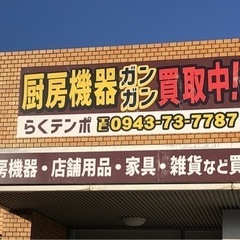 厨房機器ガンガン買取中!
らくテンポ ☎0943-73-7787
房機器・店舗用品・家具・雑貨など買